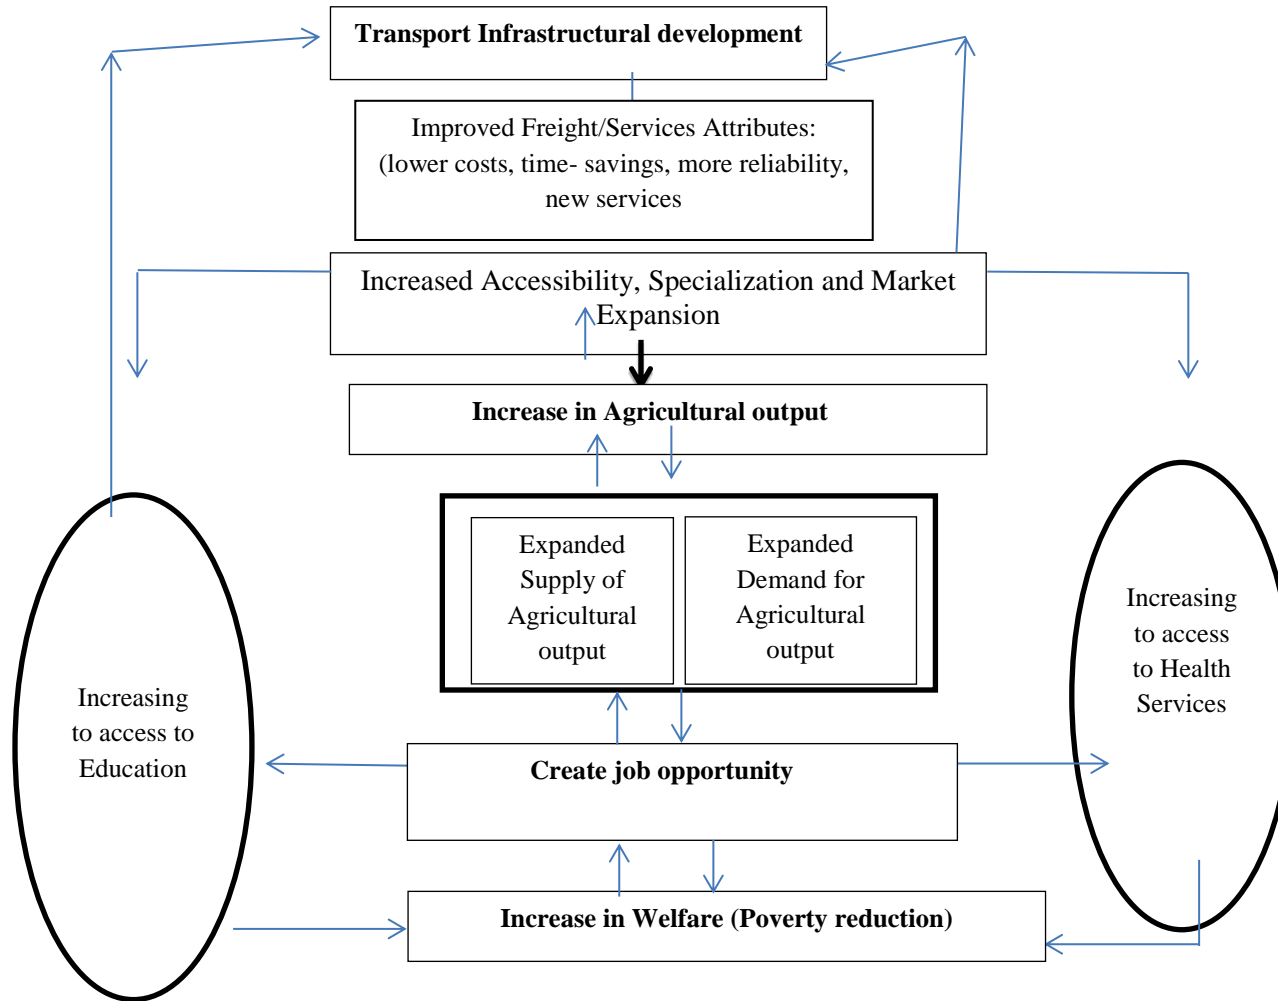 Transport Infrastructural development
Improved Freight/Services Attributes:
(lower costs, time- savings, more reliability,
new services
Increased Accessibility, Specialization and Market
Expansion
Increase in Agricultural output
Expanded
Supply of
Agricultural
output
Expanded
Demand for
Agricultural
output
Increasing
to access
to Health
Services
Increasing
to access to
Education
Create job opportunity
Increase in Welfare (Poverty reduction)